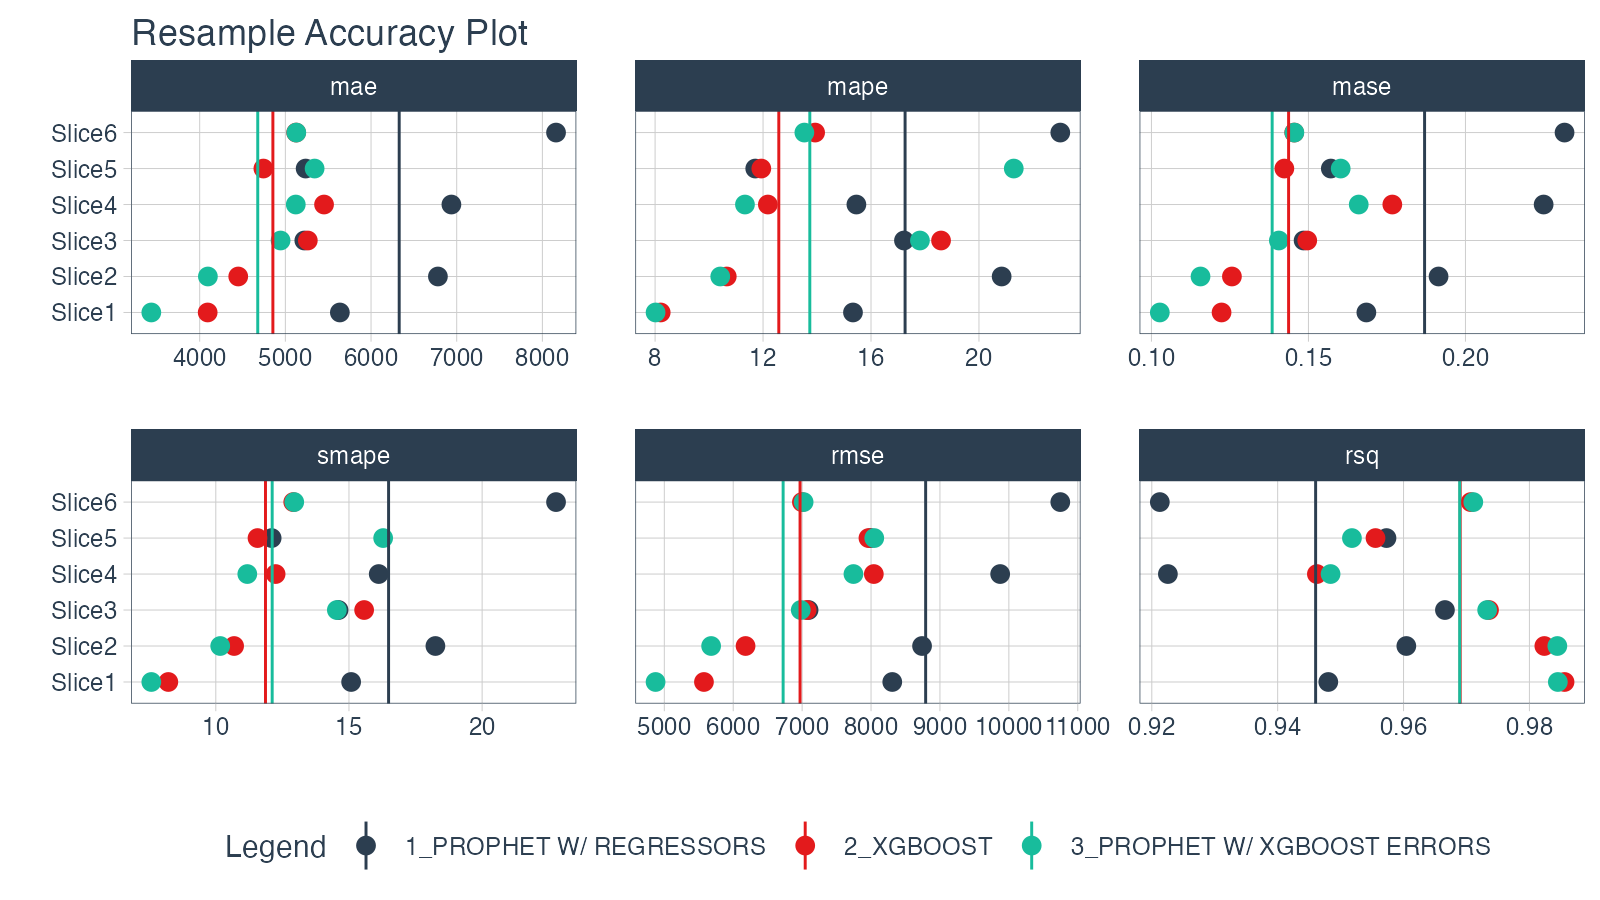 Resample Accuracy Plot
mae
mape
mase
Slice6
Slice5
Slice4
Slice3
Slice2
Slice1
4000 5000 6000 7000 8000
8 12 16 20
0.10 0.15 0.20
smape
rmse
rsq
Slice6
Slice5
Slice4
Slice3
Slice2
Slice1
10 15 20
5000 6000 7000 8000 9000 10000 11000
0.92 0.94 0.96 0.98
Legend 1_PROPHET W/ REGRESSORS 2_XGBOOST 3_PROPHET W/ XGBOOST ERRORS